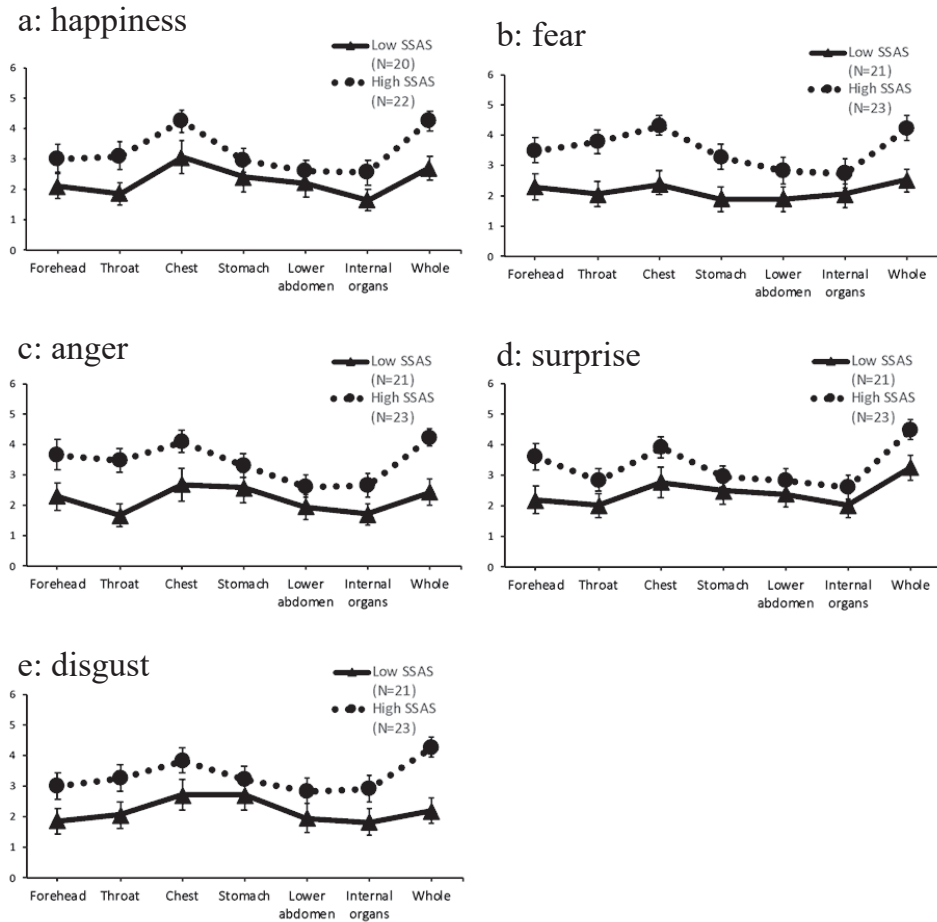 a: happiness
Low SSAS
(N=20)
High SSAS
(N=22)
6
5
4
3
2
1
0
Forehead Throat Chest Stomach Lower abdomen Internal organs Whole
b: fear
Low SSAS
(N=21)
High SSAS
(N=23)
6
5
4
3
2
1
0
Forehead Throat Chest Stomach Lower abdomen Internal organs Whole
c: anger
Low SSAS
(N=21)
High SSAS
(N=23)
6
5
4
3
2
1
0
Forehead Throat Chest Stomach Lower abdomen Internal organs Whole
d: surprise
Low SSAS
(N=21)
High SSAS
(N=23)
6
5
4
3
2
1
0
Forehead Throat Chest Stomach Lower abdomen Internal organs Whole
e: disgust
Low SSAS
(N=21)
High SSAS
(N=23)
6
5
4
3
2
1
0
Forehead Throat Chest Stomach Lower abdomen Internal organs Whole